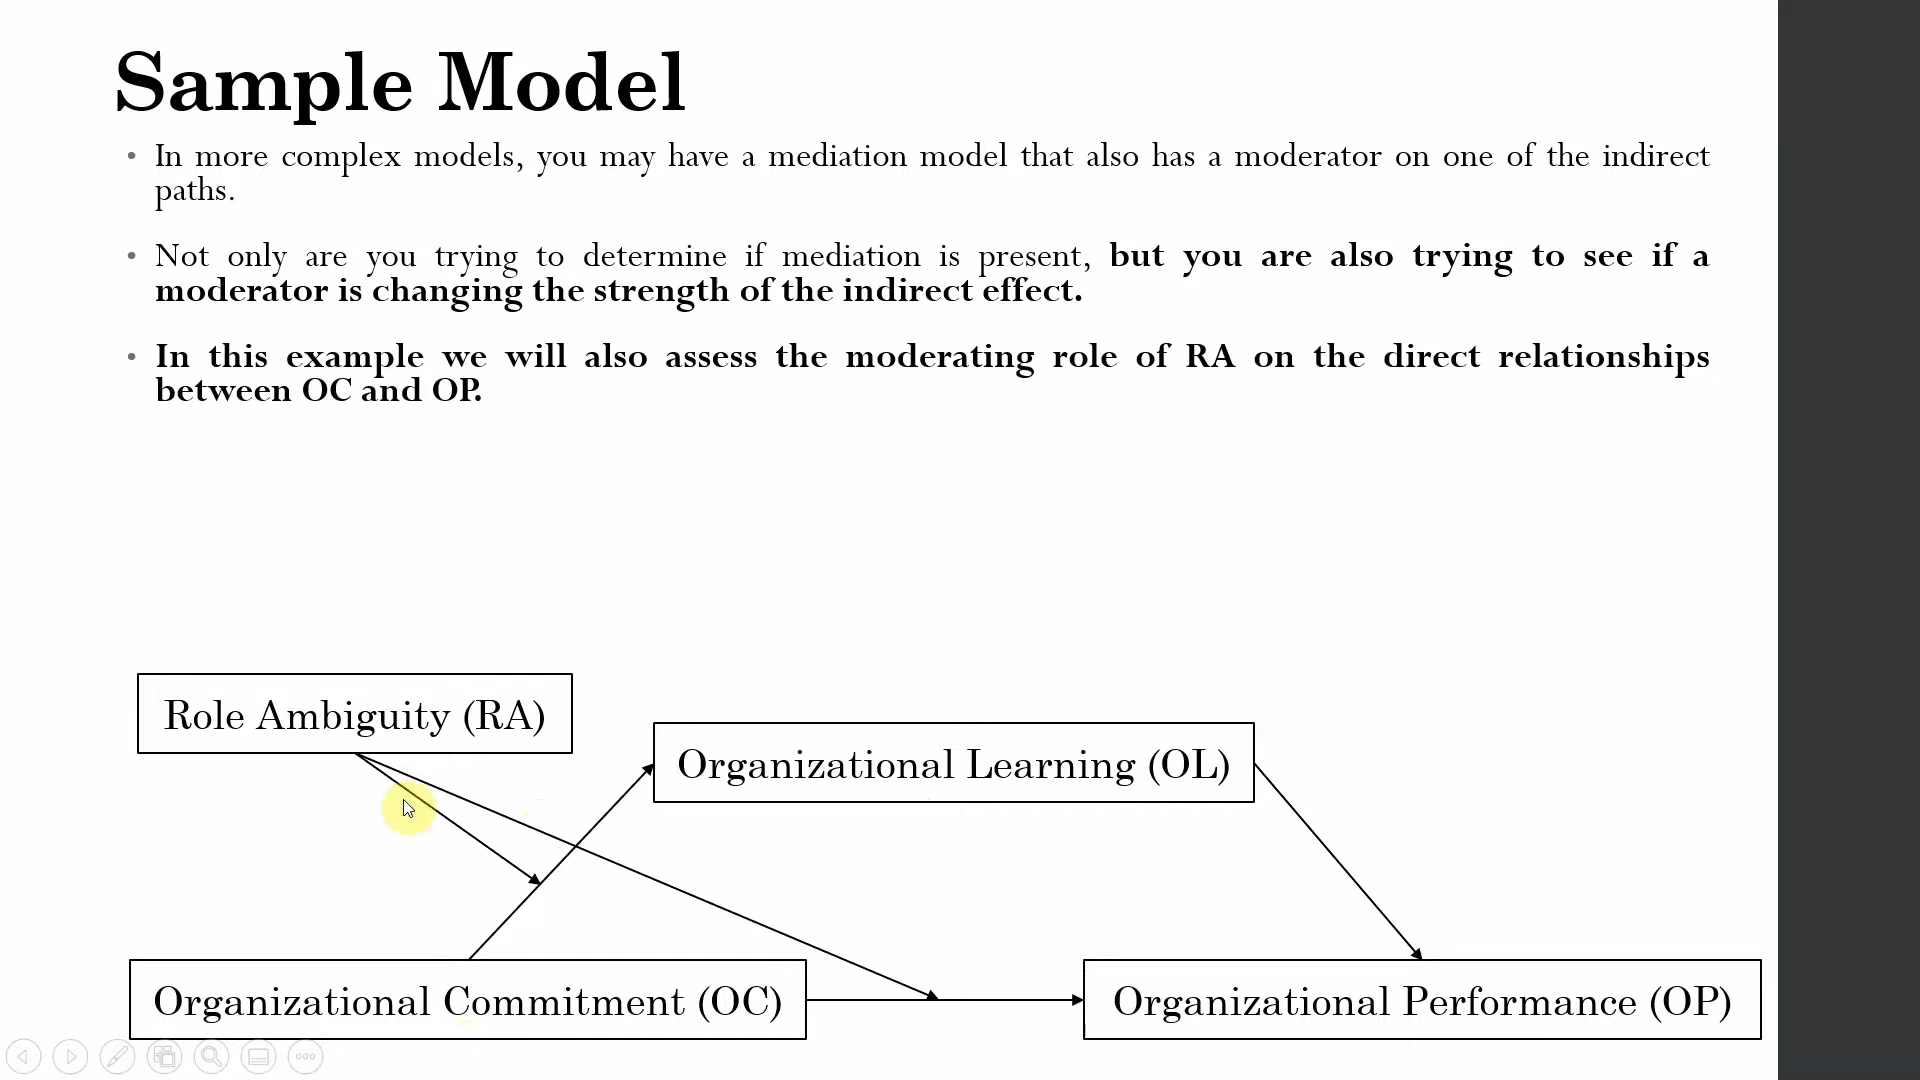 Sample Model
• In more complex models, you may have a mediation model that also has a moderator on one of the indirect
paths.
• Not only are you trying to determine if mediation is present, but you are also trying to see if a
moderator is changing the strength of the indirect effect.
• In this example we will also assess the moderating role of RA on the direct relationships
between OC and OP.
Role Ambiguity (RA)
Organizational Learning (OL)
Organizational Commitment (OC)
Organizational Performance (OP)